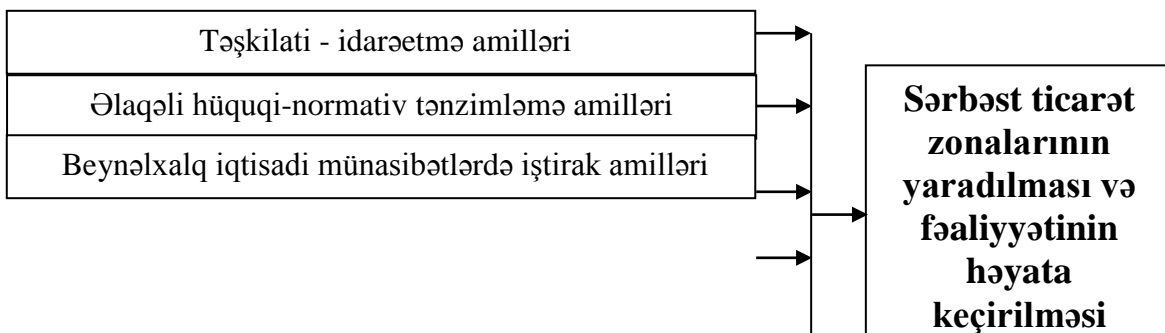 Təşkilati - idarəetmə amilləri
Əlaqəli hüquqi-normativ tənzimləmə amilləri
Beynəlxalq iqtisadi münasibətlərdə iştirak amilləri
Sərbəst ticarət
zonalarının
yaradılması və
fəaliyyətinin
həyata
keçirilməsi